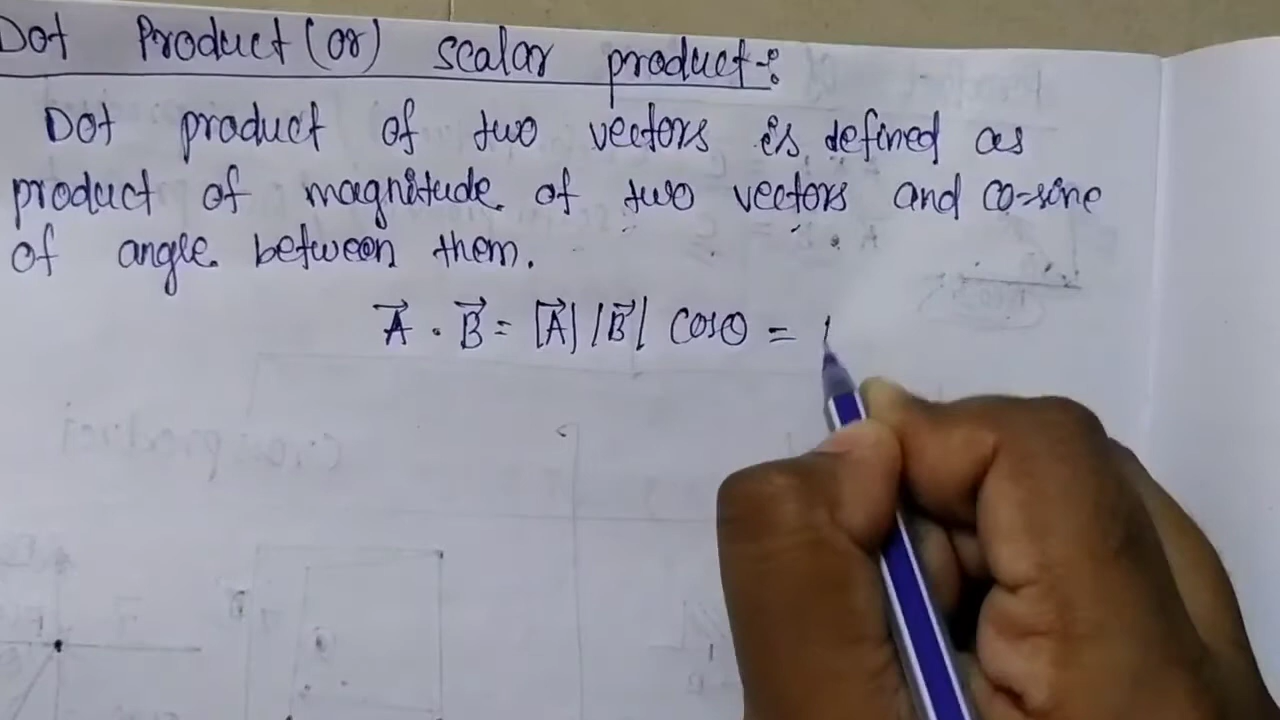 Dot Product (or) scalar product:
Dot product of two vectors is defined as
product of magnitude of two vectors and co-sine
of angle between them.
A⃗ · B⃗ = |A⃗| |B⃗| cosθ =